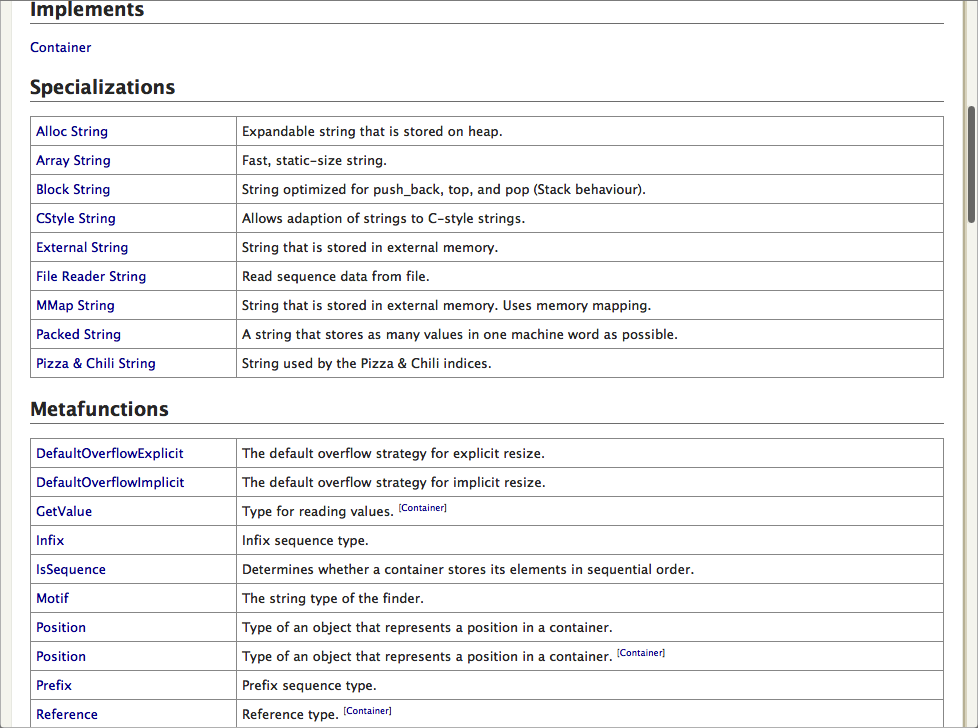 Implements
Container
Specializations
Alloc String Expandable string that is stored on heap.
Array String Fast, static-size string.
Block String String optimized for push_back, top, and pop (Stack behaviour).
CStyle String Allows adaption of strings to C-style strings.
External String String that is stored in external memory.
File Reader String Read sequence data from file.
MMap String String that is stored in external memory. Uses memory mapping.
Packed String A string that stores as many values in one machine word as possible.
Pizza & Chili String String used by the Pizza & Chili indices.
Metafunctions
DefaultOverflowExplicit The default overflow strategy for explicit resize.
DefaultOverflowImplicit The default overflow strategy for implicit resize.
GetValue Type for reading values. [Container]
Infix Infix sequence type.
IsSequence Determines whether a container stores its elements in sequential order.
Motif The string type of the finder.
Position Type of an object that represents a position in a container.
Position Type of an object that represents a position in a container. [Container]
Prefix Prefix sequence type.
Reference Reference type. [Container]